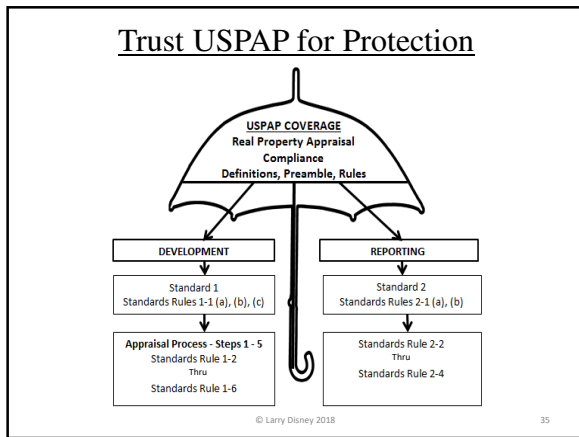 Trust USPAP for Protection
USPAP COVERAGE
Real Property Appraisal
Compliance
Definitions, Preamble, Rules
DEVELOPMENT
Standard 1
Standards Rules 1-1 (a), (b), (c)
Appraisal Process - Steps 1 - 5
Standards Rule 1-2
Thru
Standards Rule 1-6
REPORTING
Standard 2
Standards Rules 2-1 (a), (b)
Standards Rule 2-2
Thru
Standards Rule 2-4
© Larry Disney 2018
35